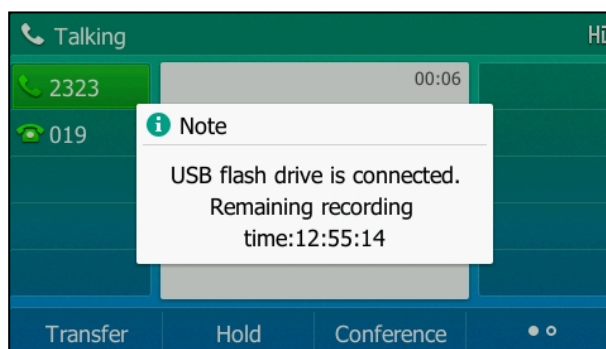 Talking
2323
00:06
019
Note
USB flash drive is connected.
Remaining recording
time:12:55:14
Transfer
Hold
Conference